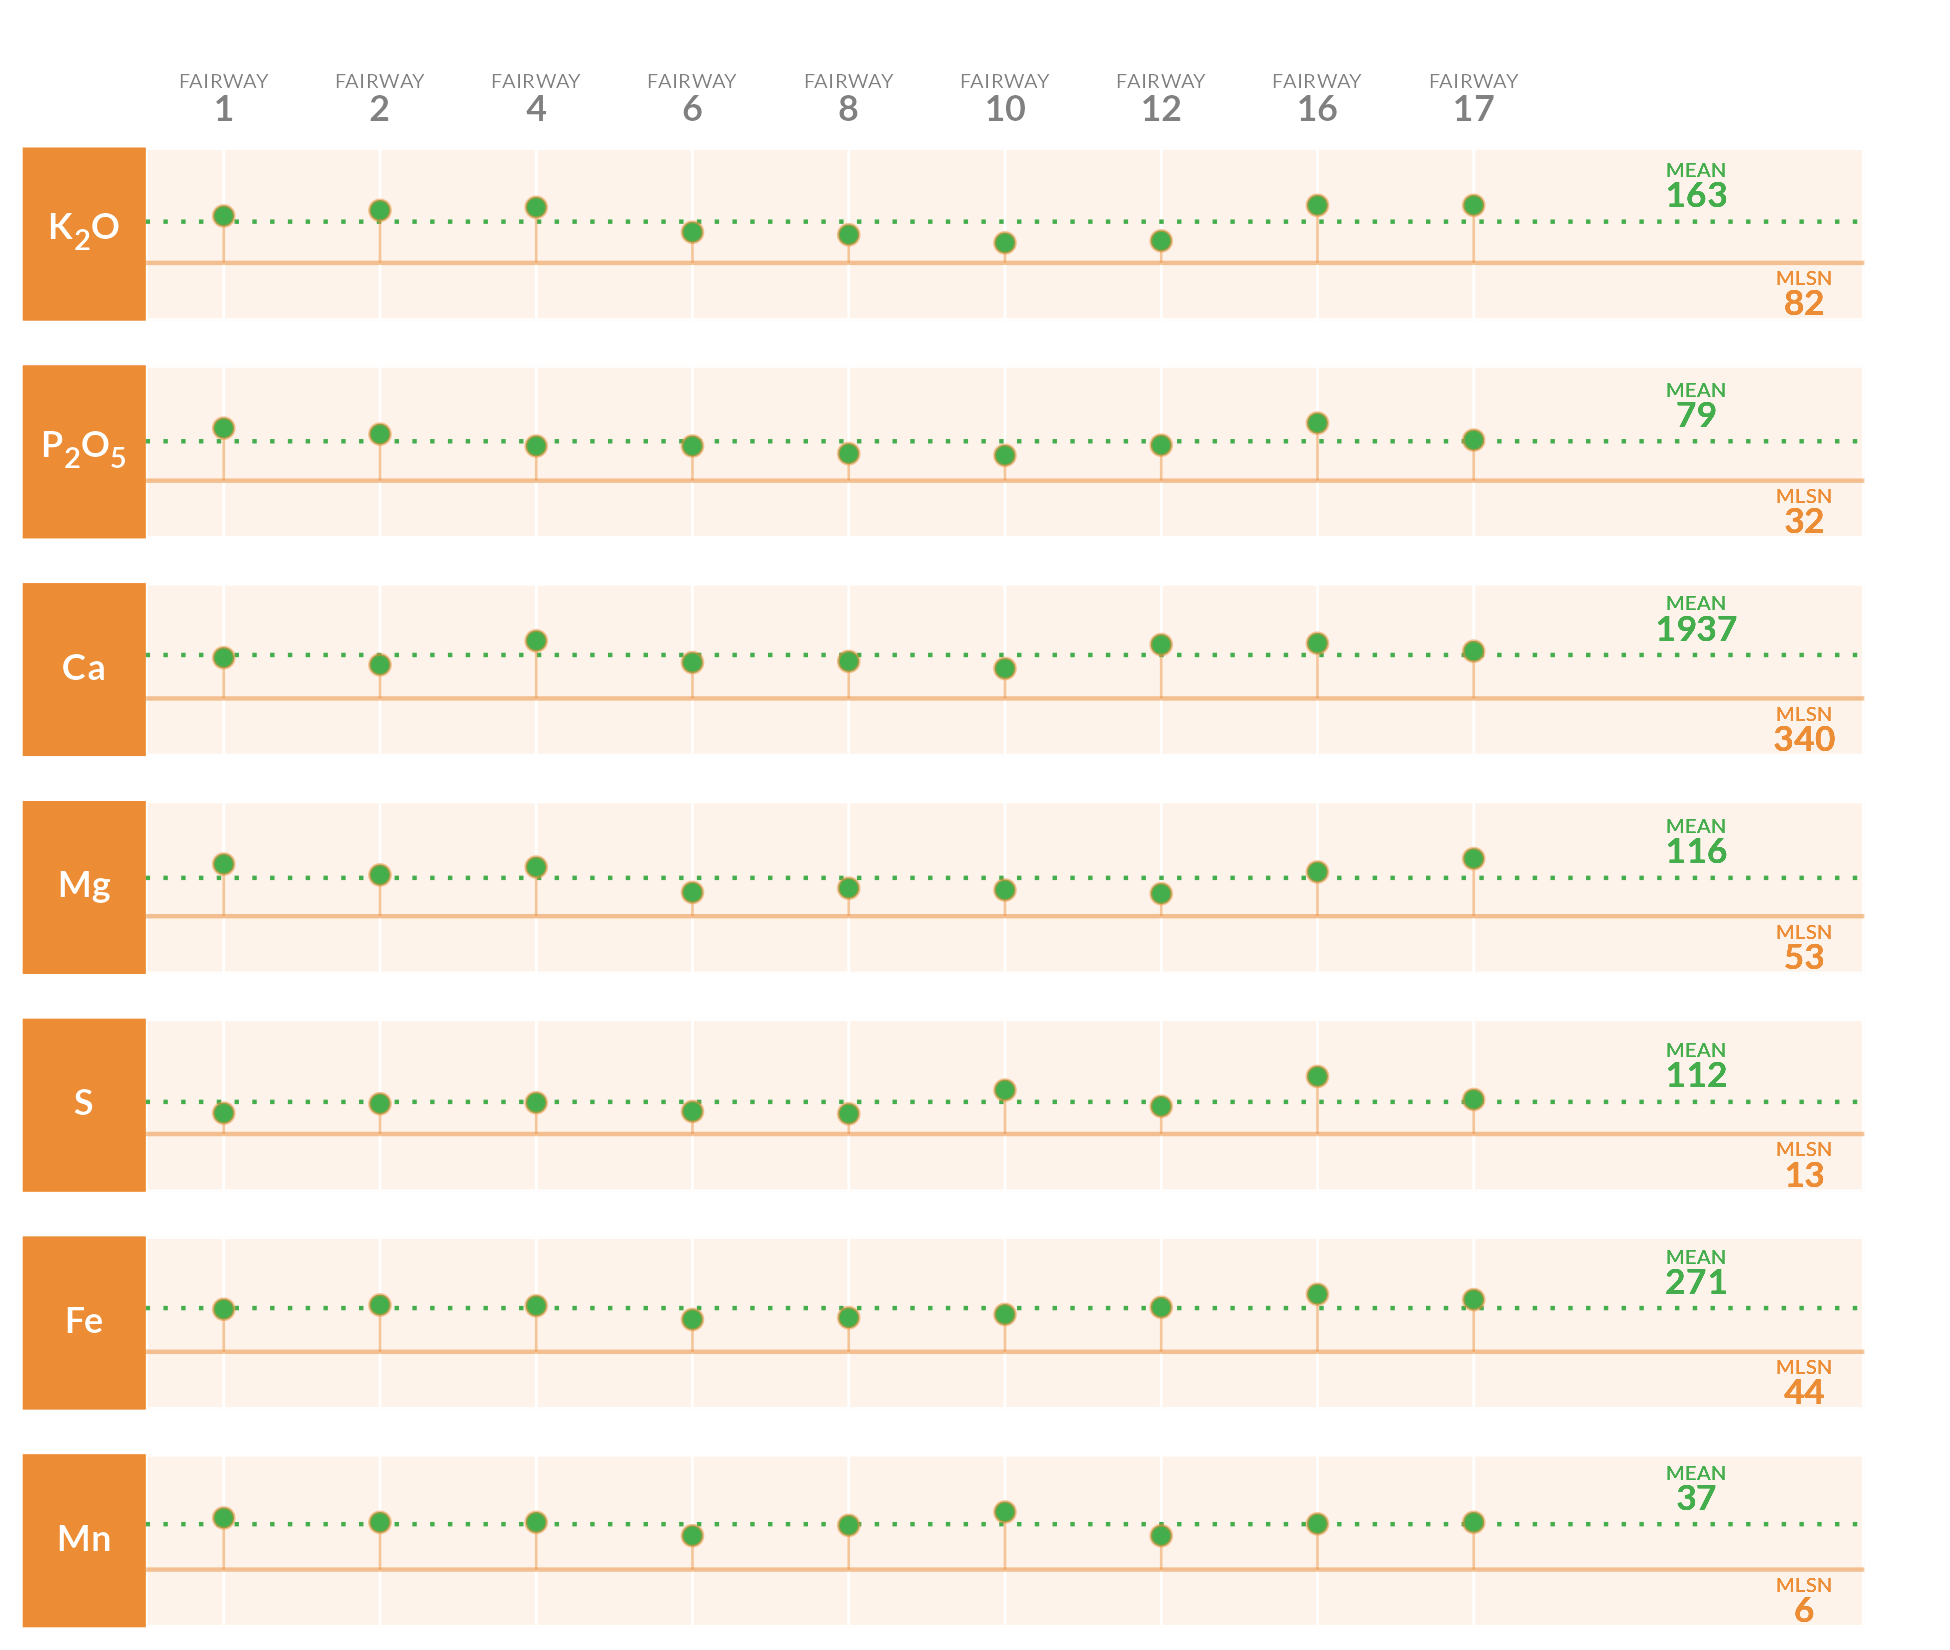 FAIRWAY FAIRWAY FAIRWAY FAIRWAY FAIRWAY FAIRWAY FAIRWAY FAIRWAY FAIRWAY
1 2 4 6 8 10 12 16 17
MEAN
163
K₂O
MLSN
82
MEAN
79
P₂O₅
MLSN
32
MEAN
1937
Ca
MLSN
340
MEAN
116
Mg
MLSN
53
MEAN
112
S
MLSN
13
MEAN
271
Fe
MLSN
44
MEAN
37
Mn
MLSN
6